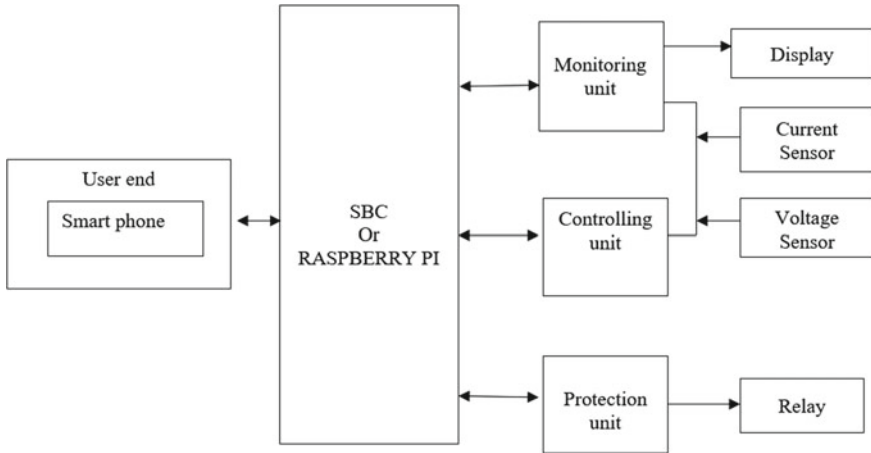 User end
Smart phone
SBC
Or
RASPBERRY PI
Monitoring
unit
Controlling
unit
Protection
unit
Display
Current
Sensor
Voltage
Sensor
Relay